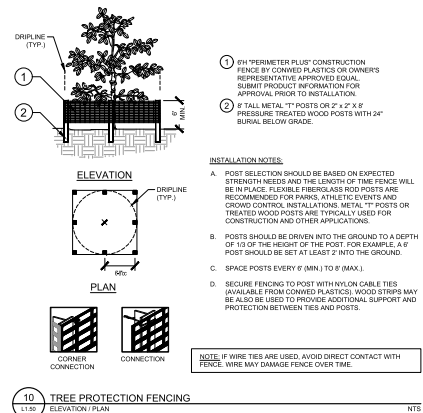 DRIPLINE
(TYP.)
1
2
6'
MIN.
ELEVATION
DRIPLINE
(TYP.)
PLAN
CORNER
CONNECTION
CONNECTION
1 6'H "PERIMETER PLUS" CONSTRUCTION
FENCE BY CONWED PLASTICS OR OWNER'S
REPRESENTATIVE APPROVED EQUAL.
SUBMIT PRODUCT INFORMATION FOR
APPROVAL PRIOR TO INSTALLATION.
2 8' TALL METAL "T" POSTS OR 2" x 2" X 8'
PRESSURE TREATED WOOD POSTS WITH 24"
BURIAL BELOW GRADE.
INSTALLATION NOTES:
A. POST SELECTION SHOULD BE BASED ON EXPECTED
STRENGTH NEEDS AND THE LENGTH OF TIME FENCE WILL
BE IN PLACE. FLEXIBLE FIBERGLASS ROD POSTS ARE
RECOMMENDED FOR PARKS, ATHLETIC EVENTS AND
CROWD CONTROL INSTALLATIONS. METAL "T" POSTS OR
TREATED WOOD POSTS ARE TYPICALLY USED FOR
CONSTRUCTION AND OTHER APPLICATIONS.
B. POSTS SHOULD BE DRIVEN INTO THE GROUND TO A DEPTH
OF 1/3 OF THE HEIGHT OF THE POST. FOR EXAMPLE, A 6'
POST SHOULD BE SET AT LEAST 2' INTO THE GROUND.
C. SPACE POSTS EVERY 6' (MIN.) TO 8' (MAX.).
D. SECURE FENCING TO POST WITH NYLON CABLE TIES
(AVAILABLE FROM CONWED PLASTICS). WOOD STRIPS MAY
BE ALSO BE USED TO PROVIDE ADDITIONAL SUPPORT AND
PROTECTION BETWEEN TIES AND POSTS.
NOTE: IF WIRE TIES ARE USED, AVOID DIRECT CONTACT WITH
FENCE. WIRE MAY DAMAGE FENCE OVER TIME.
10 TREE PROTECTION FENCING
L1.50 ELEVATION / PLAN NTS